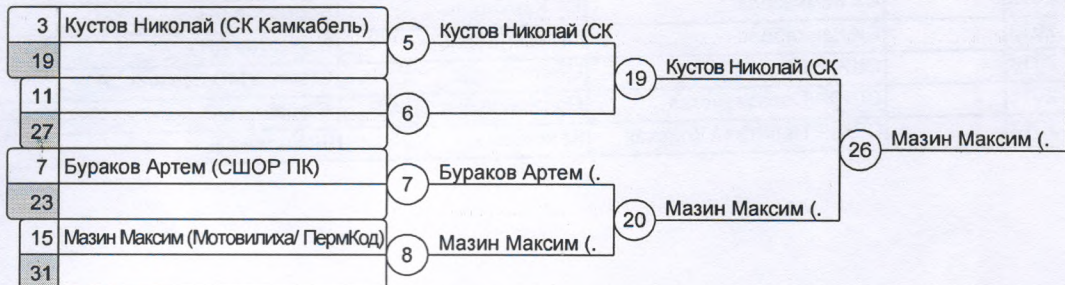 3 Кустов Николай (СК Камкабель)
5 Кустов Николай (СК
19
19 Кустов Николай (СК
11
6
27
26 Мазин Максим (.
7 Бураков Артем (СШОР ПК)
7 Бураков Артем (.
23
20 Мазин Максим (.
15 Мазин Максим (Мотовилиха/ ПермКод)
8 Мазин Максим (.
31